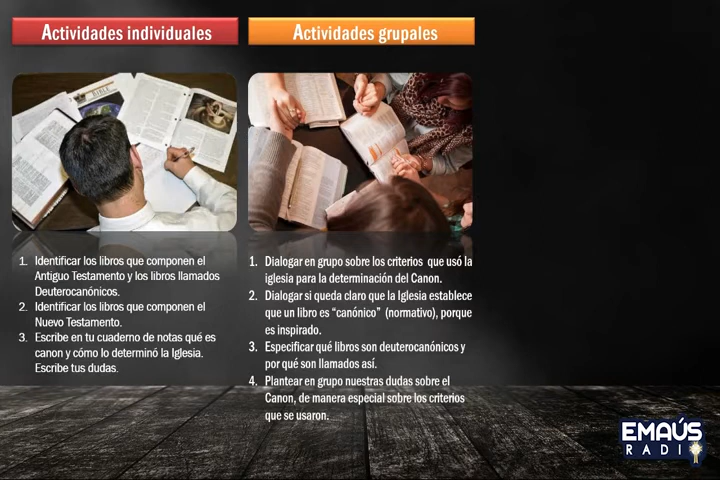 Actividades individuales
1. Identificar los libros que componen el
Antiguo Testamento y los libros llamados
Deuterocanónicos.
2. Identificar los libros que componen el
Nuevo Testamento.
3. Escribe en tu cuaderno de notas qué es
canon y cómo lo determinó la Iglesia.
Escribe tus dudas.
Actividades grupales
1. Dialogar en grupo sobre los criterios que usó la
iglesia para la determinación del Canon.
2. Dialogar si queda claro que la Iglesia establece
que un libro es “canónico” (normativo), porque
es inspirado.
3. Especificar qué libros son deuterocanónicos y
por qué son llamados así.
4. Plantear en grupo nuestras dudas sobre el
Canon, de manera especial sobre los criterios
que se usaron.
EMAÚS
RADIO